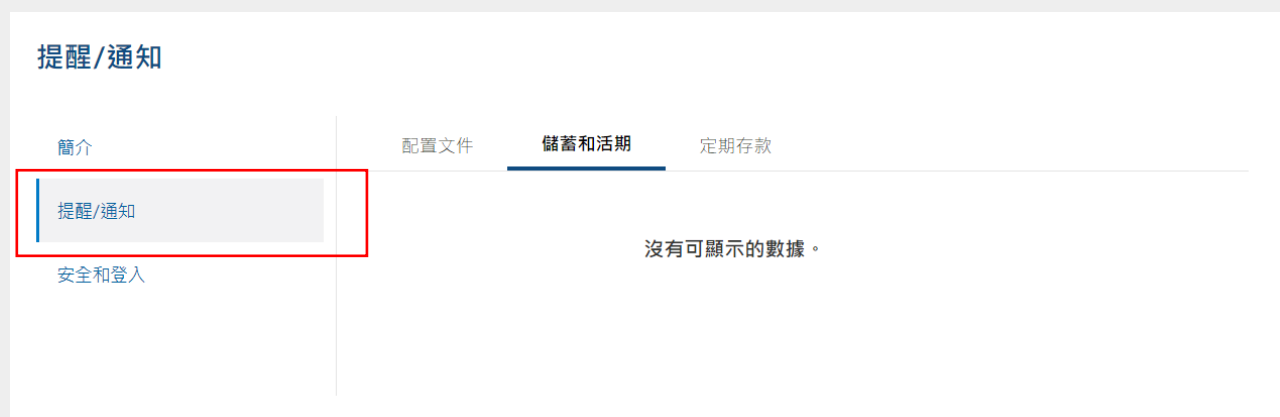 提醒/通知
簡介
提醒/通知
安全和登入
配置文件 儲蓄和活期 定期存款
沒有可顯示的數據。